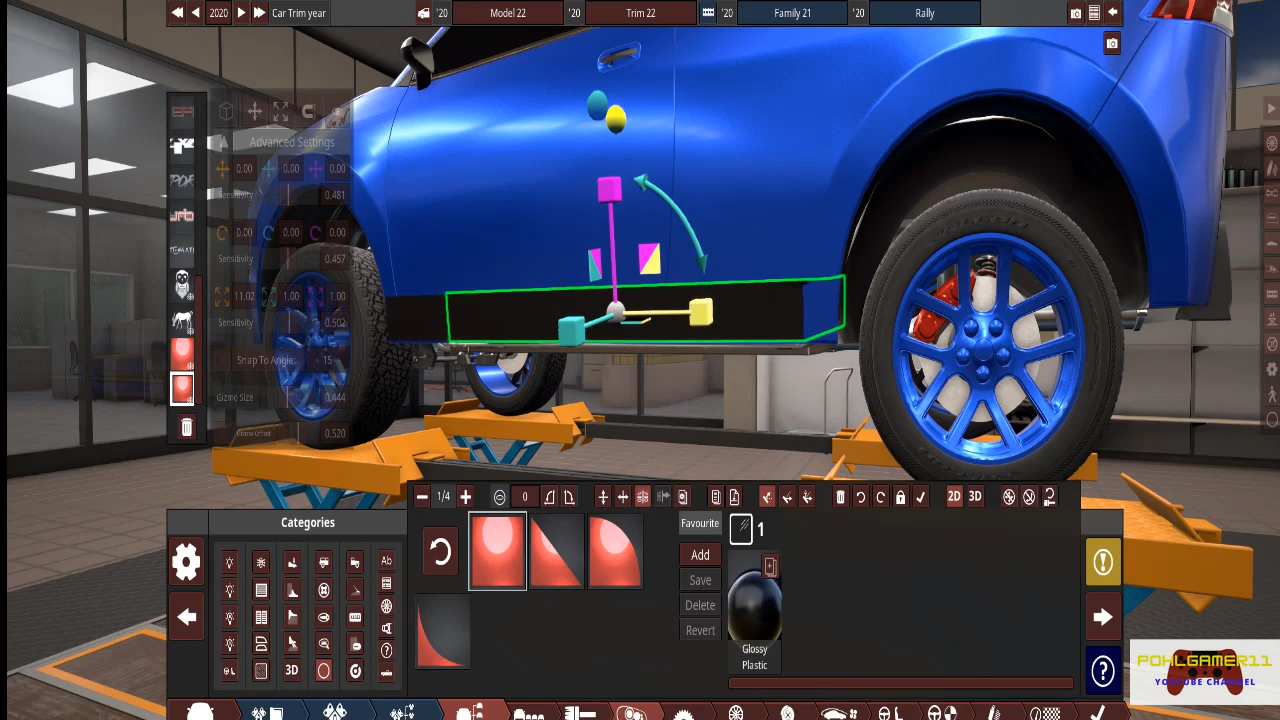 2020
Car Trim year
'20
Model 22
'20
Trim 22
'20
Family 21
'20
Rally
Advanced Settings
0.00
0.00
0.00
Sensitivity
0.481
0.00
0.00
0.00
Sensitivity
0.457
11.02
1.00
1.00
Sensitivity
0.502
Snap To Angle:
15
Gizmo Size
0.444
Gizmo Offset
0.520
1/4
0
2D
3D
Categories
Ab
3D
Favourite
Add
Save
Delete
Revert
1
Glossy
Plastic
POHLGAMER11
YOUTUBE CHANNEL